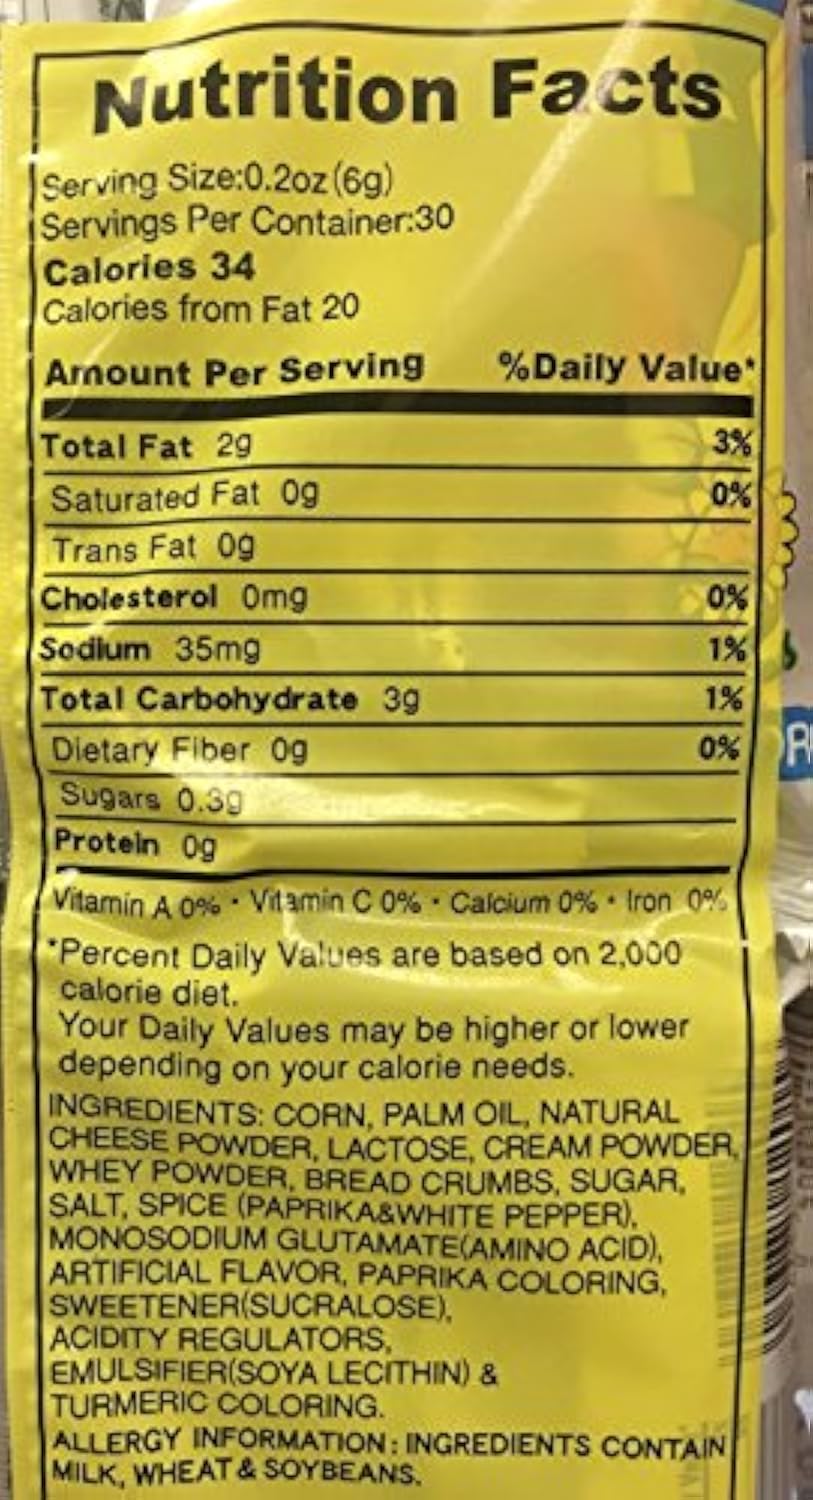 Nutrition Facts
Serving Size:0.2oz(6g)
Servings Per Container:30
Calories 34
Calories from Fat 20
Amount Per Serving %Daily Value*
Total Fat 2g 3%
Saturated Fat 0g 0%
Trans Fat 0g
Cholesterol 0mg 0%
Sodium 35mg 1%
Total Carbohydrate 3g 1%
Dietary Fiber 0g 0%
Sugars 0.3g
Protein 0g
Vitamin A 0% • Vitamin C 0% • Calcium 0% • Iron 0%
*Percent Daily Values are based on 2,000
calorie diet.
Your Daily Values may be higher or lower
depending on your calorie needs.
INGREDIENTS: CORN, PALM OIL, NATURAL
CHEESE POWDER, LACTOSE, CREAM POWDER,
WHEY POWDER, BREAD CRUMBS, SUGAR,
SALT, SPICE (PAPRIKA&WHITE PEPPER),
MONOSODIUM GLUTAMATE(AMINO ACID),
ARTIFICIAL FLAVOR, PAPRIKA COLORING,
SWEETENER(SUCRALOSE),
ACIDITY REGULATORS,
EMULSIFIER(SOYA LECITHIN) &
TURMERIC COLORING.
ALLERGY INFORMATION: INGREDIENTS CONTAIN
MILK, WHEAT & SOYBEANS.